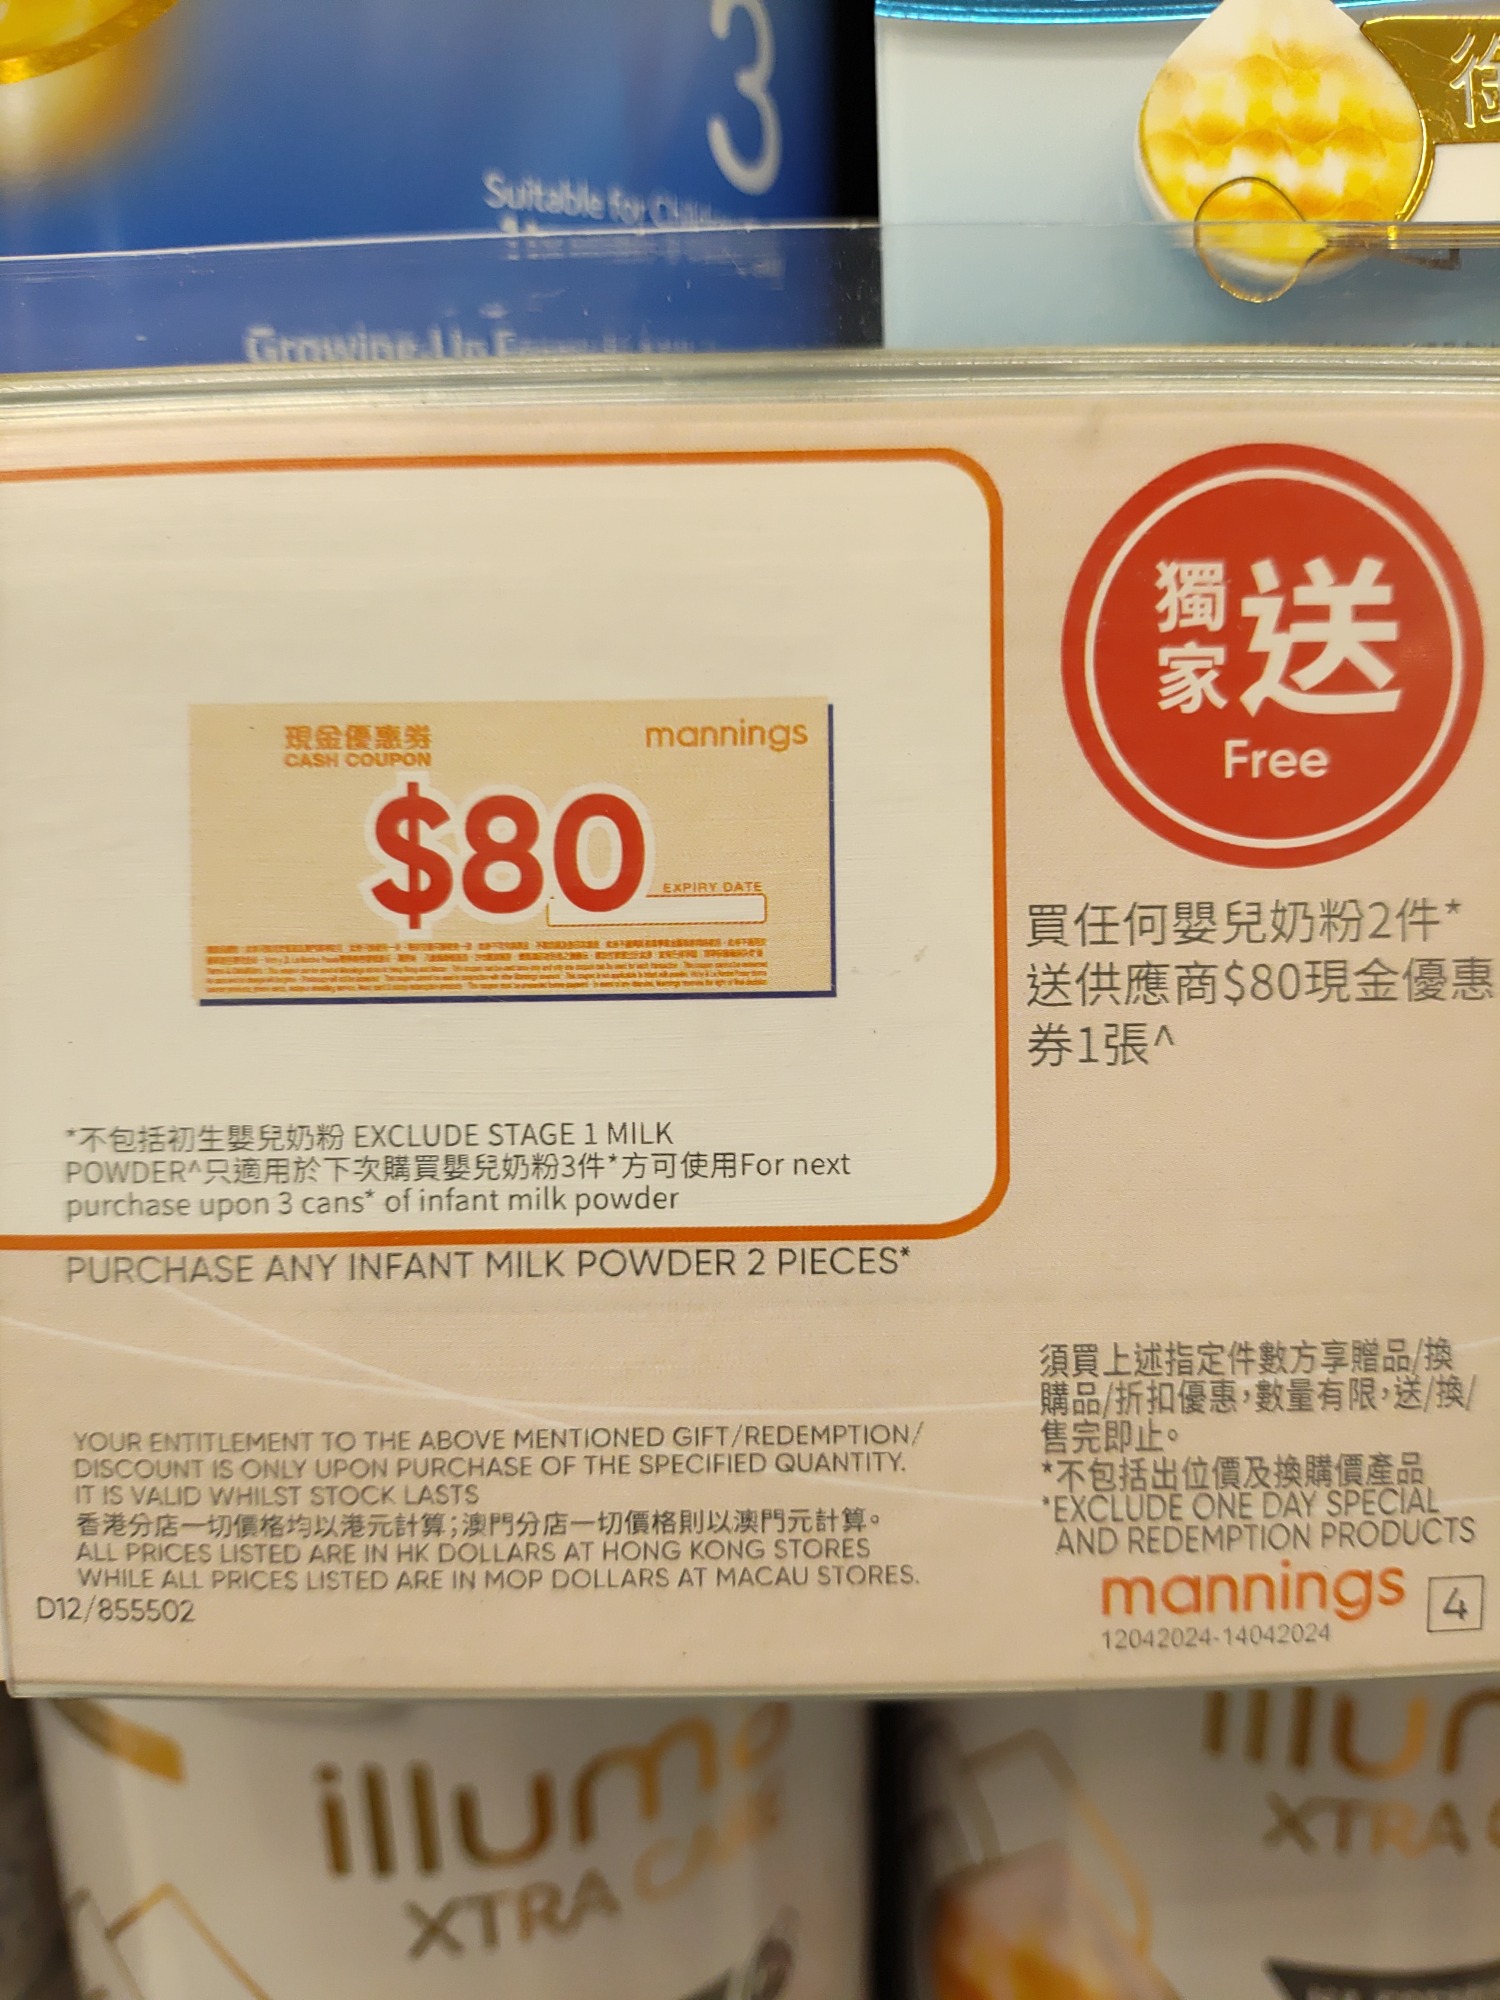 3
Suitable for
Growing-Up
現金優惠券
CASH COUPON
mannings
$80
EXPIRY DATE
獨家
送
Free
買任何嬰兒奶粉2件*
送供應商$80現金優惠
券1張^
*不包括初生嬰兒奶粉 EXCLUDE STAGE 1 MILK
POWDER^只適用於下次購買嬰兒奶粉3件*方可使用For next
purchase upon 3 cans* of infant milk powder
PURCHASE ANY INFANT MILK POWDER 2 PIECES*
須買上述指定件數方享贈品/換
購品/折扣優惠,數量有限,送/換/
售完即止。
*不包括出位價及換購價產品
*EXCLUDE ONE DAY SPECIAL
AND REDEMPTION PRODUCTS
YOUR ENTITLEMENT TO THE ABOVE MENTIONED GIFT/REDEMPTION/
DISCOUNT IS ONLY UPON PURCHASE OF THE SPECIFIED QUANTITY.
IT IS VALID WHILST STOCK LASTS
香港分店一切價格均以港元計算;澳門分店一切價格則以澳門元計算。
ALL PRICES LISTED ARE IN HK DOLLARS AT HONG KONG STORES
WHILE ALL PRICES LISTED ARE IN MOP DOLLARS AT MACAU STORES.
D12/855502
mannings 4
12042024-14042024
illuma
XTRA CARE
illu
XTRA